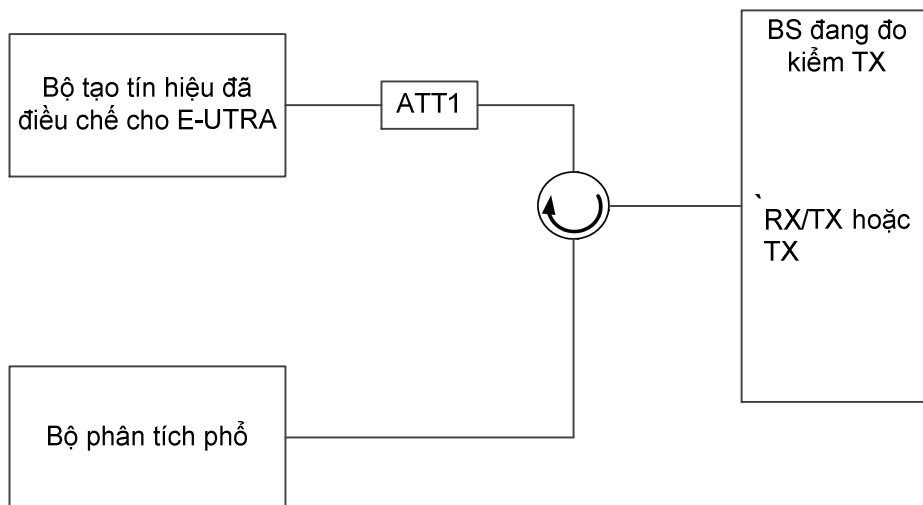 Bộ tạo tín hiệu đã
điều chế cho E-UTRA
ATT1
BS đang đo
kiểm TX
`
RX/TX hoặc
TX
Bộ phân tích phổ